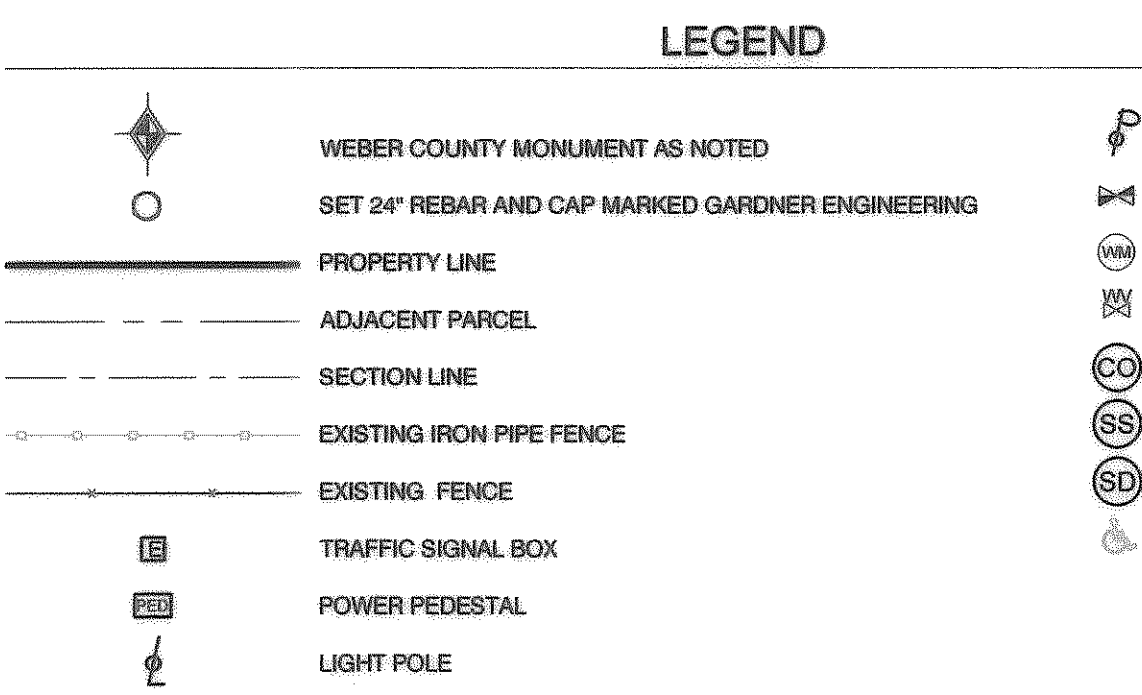 LEGEND
WEBER COUNTY MONUMENT AS NOTED
SET 24" REBAR AND CAP MARKED GARDNER ENGINEERING
WM
PROPERTY LINE
WV
ADJACENT PARCEL
CO
SECTION LINE
SS
EXISTING IRON PIPE FENCE
SD
EXISTING FENCE
E TRAFFIC SIGNAL BOX
PED POWER PEDESTAL
LIGHT POLE